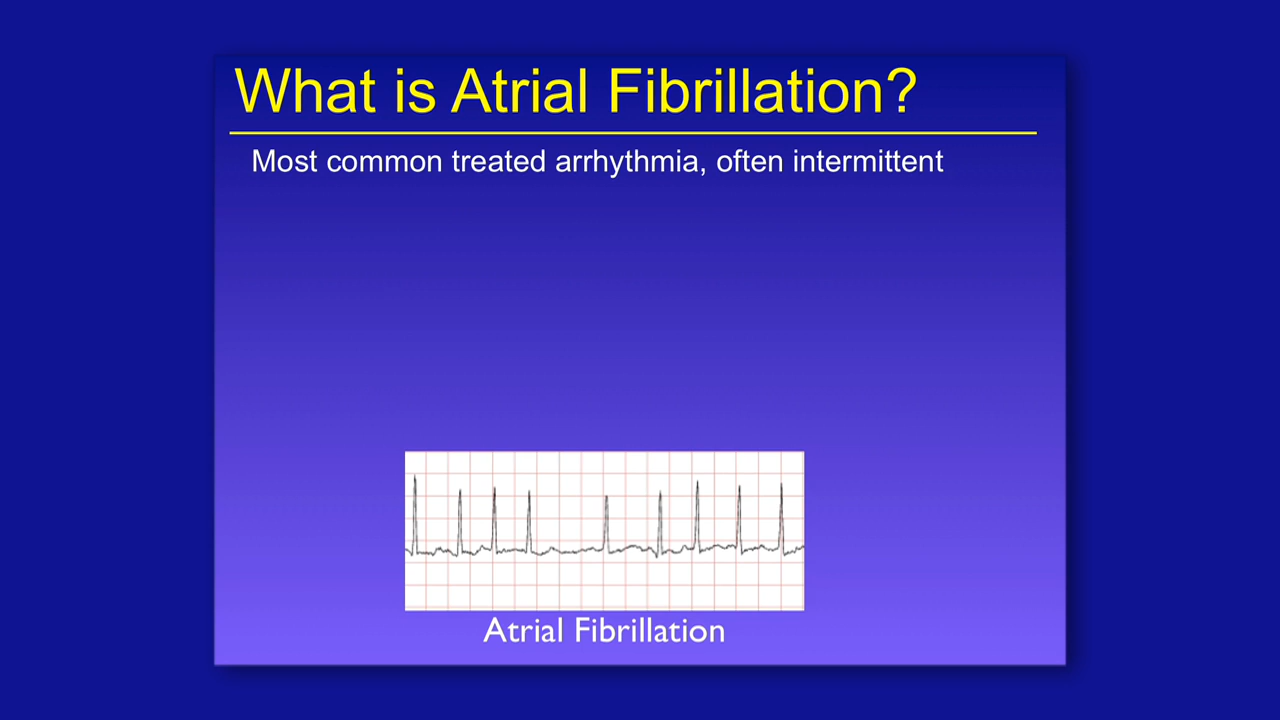 What is Atrial Fibrillation?
Most common treated arrhythmia, often intermittent
Atrial Fibrillation